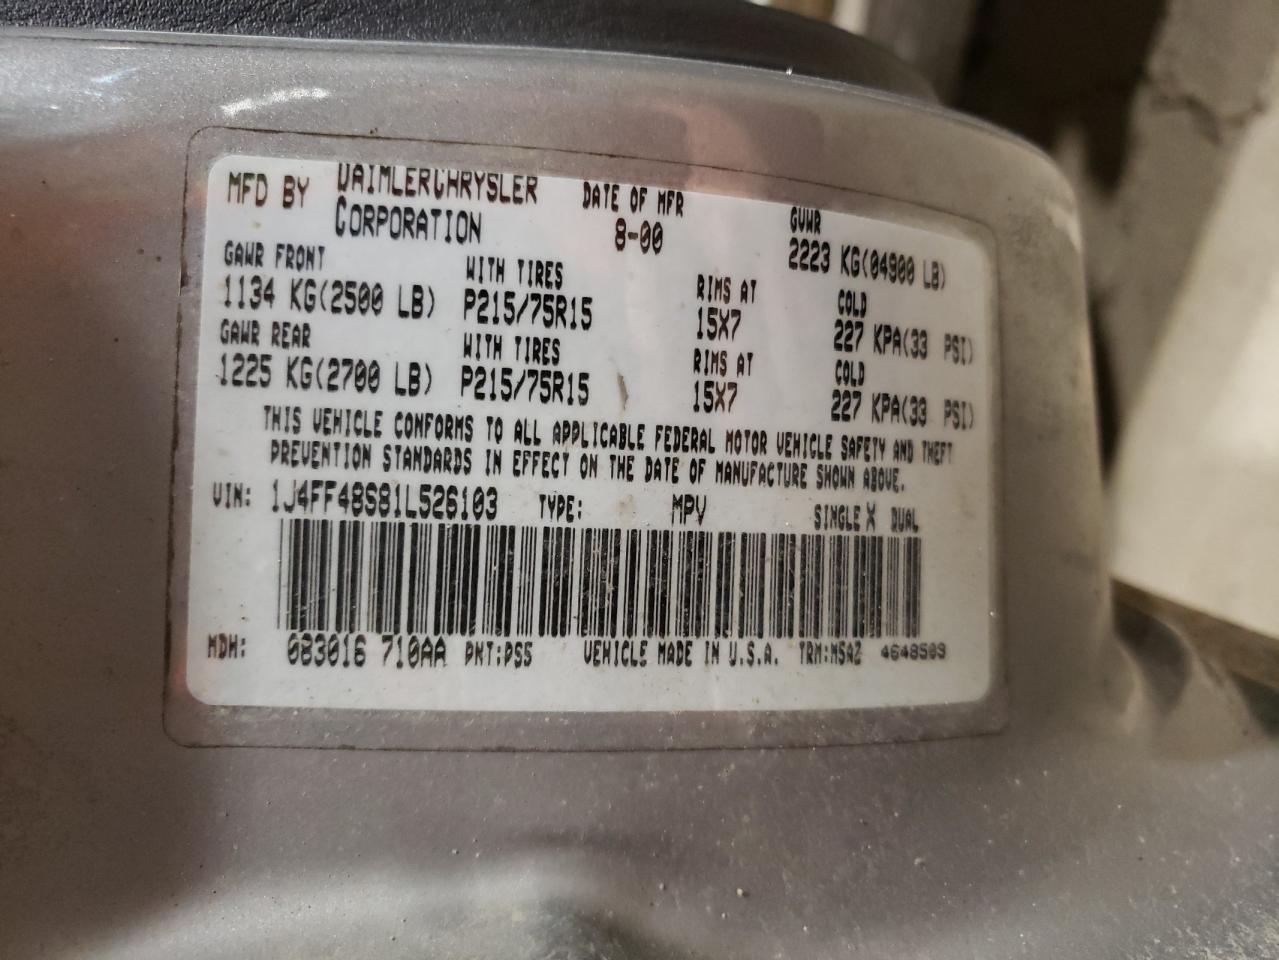 MFD BY DAIMLERCHRYSLER CORPORATION DATE OF MFR 8-00 GVWR 2223 KG(04900 LB)
GAWR FRONT WITH TIRES RIMS AT COLD
1134 KG(2500 LB) P215/75R15 15X7 227 KPA(33 PSI)
GAWR REAR WITH TIRES RIMS AT COLD
1225 KG(2700 LB) P215/75R15 15X7 227 KPA(33 PSI)
THIS VEHICLE CONFORMS TO ALL APPLICABLE FEDERAL MOTOR VEHICLE SAFETY AND THEFT
PREVENTION STANDARDS IN EFFECT ON THE DATE OF MANUFACTURE SHOWN ABOVE.
VIN: 1J4FF48S81L526103 TYPE: MPV SINGLE X DUAL
MDH: 083016 710AA PNT:PS5 VEHICLE MADE IN U.S.A. TRM:M5AZ 4648503